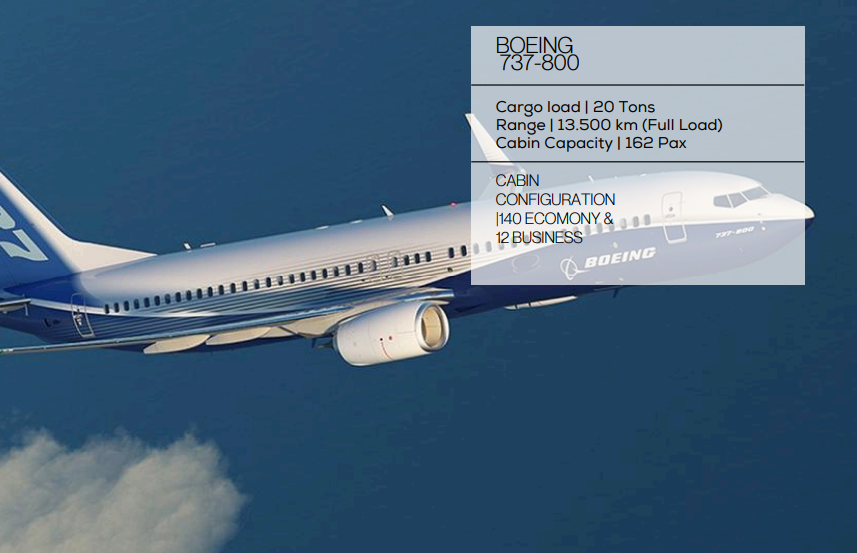 BOEING
737-800
Cargo load | 20 Tons
Range | 13.500 km (Full Load)
Cabin Capacity | 162 Pax
CABIN
CONFIGURATION
|140 ECOMONY &
12 BUSINESS
737-800
BOEING